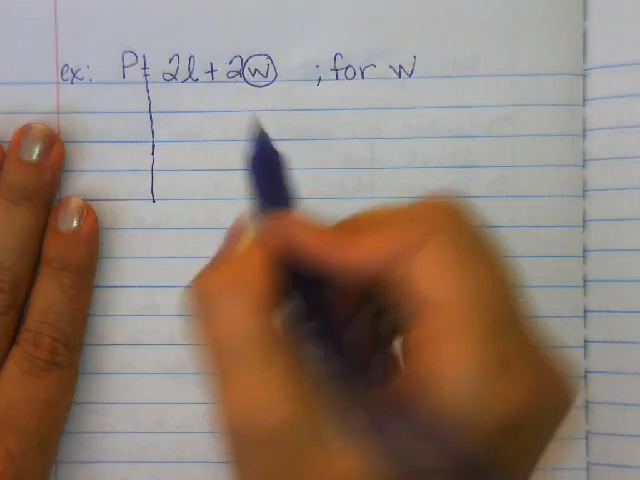 ex: P = 2l + 2w ; for w